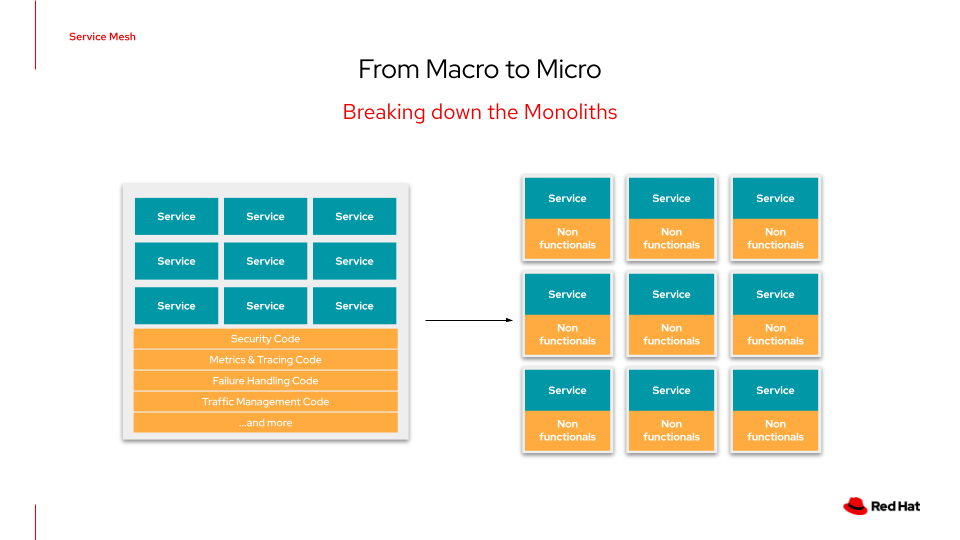 Service Mesh
From Macro to Micro
Breaking down the Monoliths
Service Service Service
Service Service Service
Service Service Service
Security Code
Metrics & Tracing Code
Failure Handling Code
Traffic Management Code
...and more
Service Service Service
Non Non Non
functionals functionals functionals
Service Service Service
Non Non Non
functionals functionals functionals
Service Service Service
Non Non Non
functionals functionals functionals
Red Hat